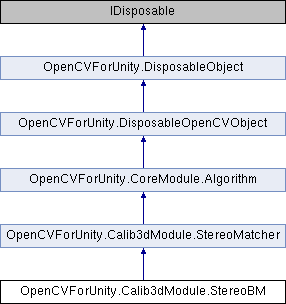 IDisposable
OpenCVForUnity.DisposableObject
OpenCVForUnity.DisposableOpenCVObject
OpenCVForUnity.CoreModule.Algorithm
OpenCVForUnity.Calib3dModule.StereoMatcher
OpenCVForUnity.Calib3dModule.StereoBM